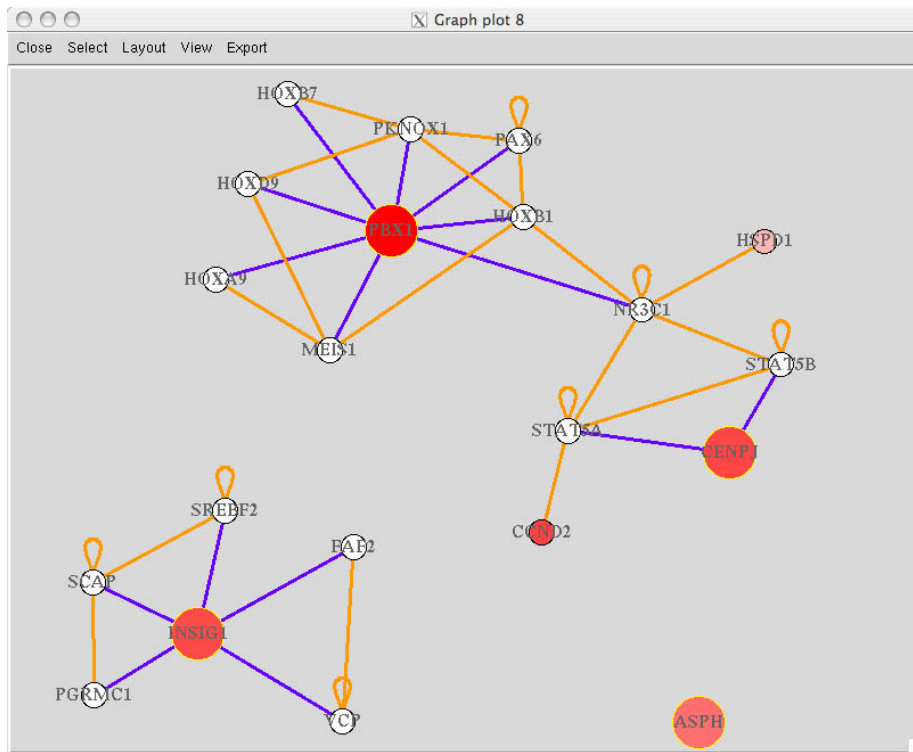 Graph plot 8
Close Select Layout View Export
HOXB7
PKNOX1
PAX6
HOXD9
HOXB1
PBX1
HSPD1
HOXA9
NR3C1
MEIS1
STAT5B
STAT5A
CENPJ
SREBF2
CCND2
FAF2
SCAP
INSIG1
PGRMC1
VCP
ASPH